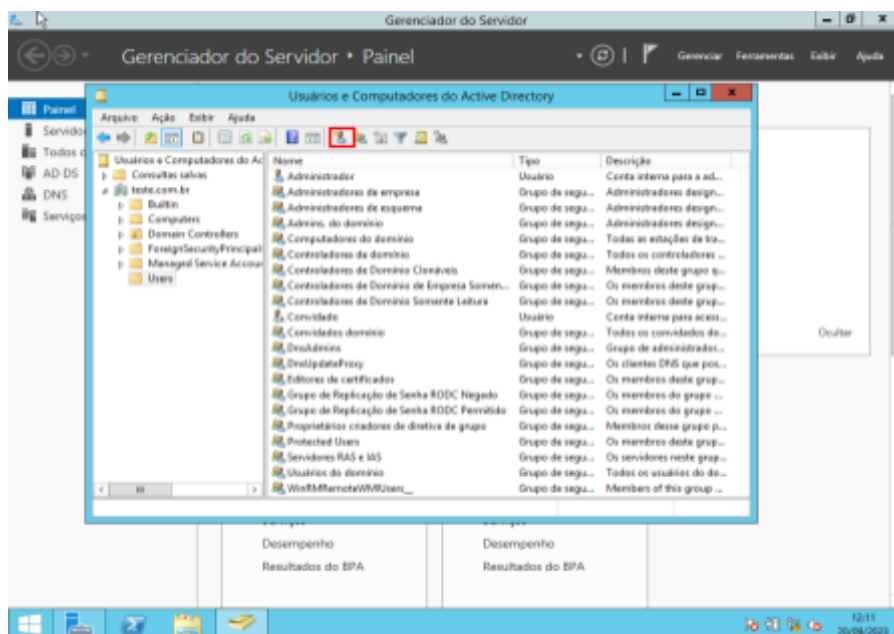 Gerenciador do Servidor
Gerenciador do Servidor • Painel
Gerenciar Ferramentas Exibir Ajuda
Usuários e Computadores do Active Directory
Painel
Servido
Todos o
AD DS
DNS
Serviços
Arquivo Ação Exibir Ajuda
Usuários e Computadores do Ac
Consultas salvas
teste.com.br
Builtin
Computers
Domain Controllers
ForeignSecurityPrincipals
Managed Service Accoun
Users
Nome Tipo Descrição
Administrador Usuário Conta interna para a ad...
Administradores de empresa Grupo de segu... Administradores design...
Administradores de esquema Grupo de segu... Administradores design...
Admins. do domínio Grupo de segu... Administradores design...
Computadores do domínio Grupo de segu... Todas as estações de tra...
Controladores de domínio Grupo de segu... Todos os controladores ...
Controladores de Domínio Clonáveis Grupo de segu... Membros deste grupo q...
Controladores de Domínio de Empresa Somen... Grupo de segu... Os membros deste grup...
Controladores de Domínio Somente Leitura Grupo de segu... Os membros deste grup...
Convidado Usuário Conta interna para acess...
Convidados domínio Grupo de segu... Todos os convidados do...
DnsAdmins Grupo de segu... Grupo de administrador...
DnsUpdateProxy Grupo de segu... Os clientes DNS que pos...
Editores de certificados Grupo de segu... Os membros deste grup...
Grupo de Replicação de Senha RODC Negado Grupo de segu... Os membros do grupo ...
Grupo de Replicação de Senha RODC Permitido Grupo de segu... Os membros do grupo ...
Proprietários criadores de diretiva de grupo Grupo de segu... Membros desse grupo p...
Protected Users Grupo de segu... Os membros deste grup...
Servidores RAS e IAS Grupo de segu... Os servidores neste grup...
Usuários do domínio Grupo de segu... Todos os usuários do do...
WinRMRemoteWMIUsers__ Grupo de segu... Members of this group ...
Ocultar
Desempenho Desempenho
Resultados do BPA Resultados do BPA
12:11